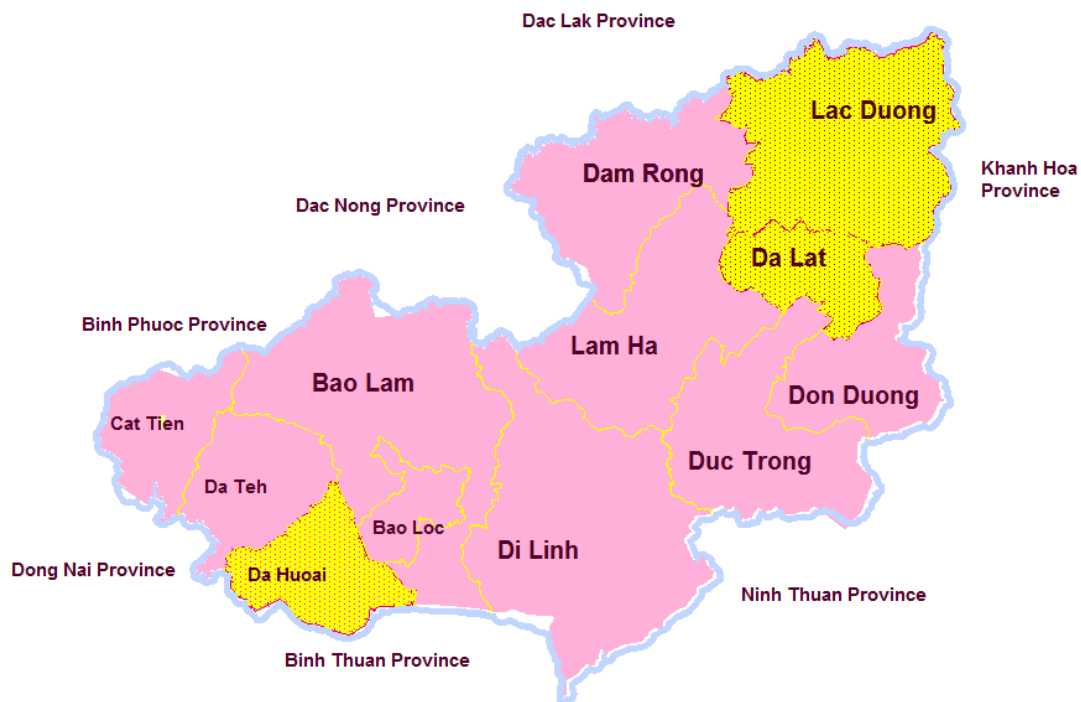 Dac Lak Province
Lac Duong
Khanh Hoa
Province
Dam Rong
Dac Nong Province
Da Lat
Binh Phuoc Province
Lam Ha
Bao Lam
Don Duong
Cat Tien
Duc Trong
Da Teh
Bao Loc
Di Linh
Dong Nai Province
Da Huoai
Ninh Thuan Province
Binh Thuan Province